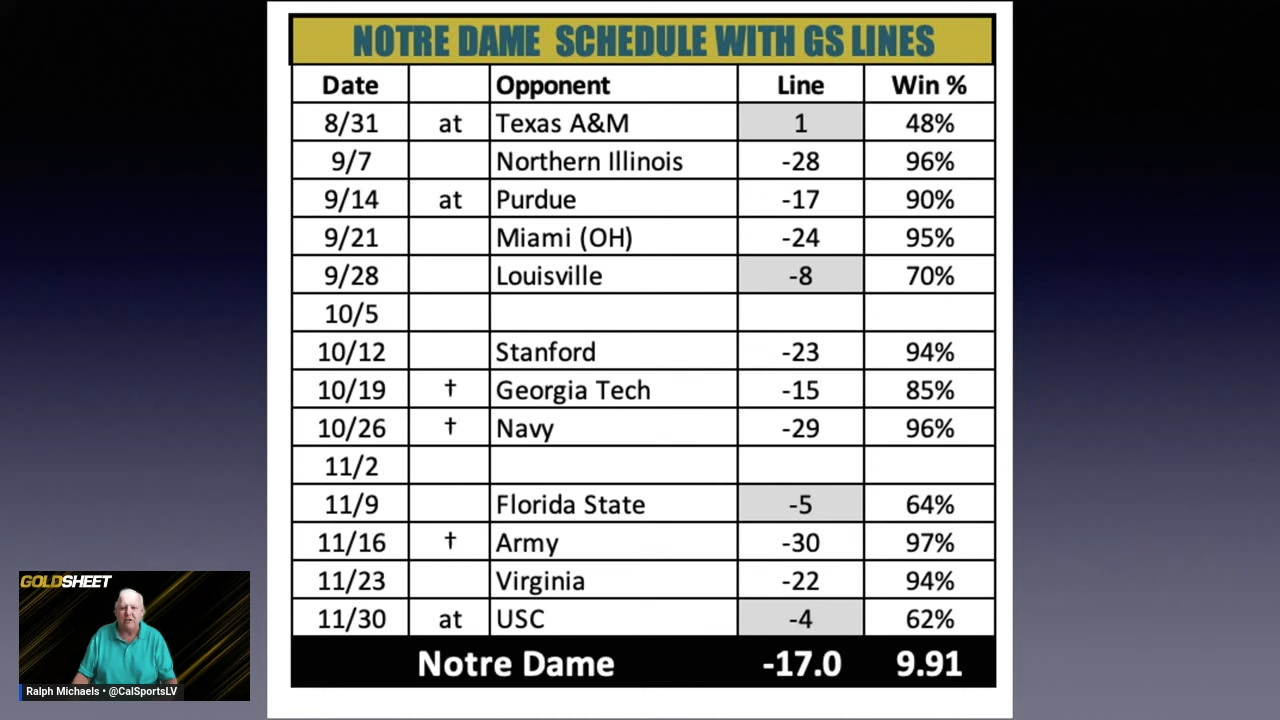 NOTRE DAME SCHEDULE WITH GS LINES
Date Opponent Line Win %
8/31 at Texas A&M 1 48%
9/7 Northern Illinois -28 96%
9/14 at Purdue -17 90%
9/21 Miami (OH) -24 95%
9/28 Louisville -8 70%
10/5
10/12 Stanford -23 94%
10/19 † Georgia Tech -15 85%
10/26 † Navy -29 96%
11/2
11/9 Florida State -5 64%
11/16 † Army -30 97%
11/23 Virginia -22 94%
11/30 at USC -4 62%
Notre Dame -17.0 9.91
GOLDSHEET
Ralph Michaels • @CalSportsLV